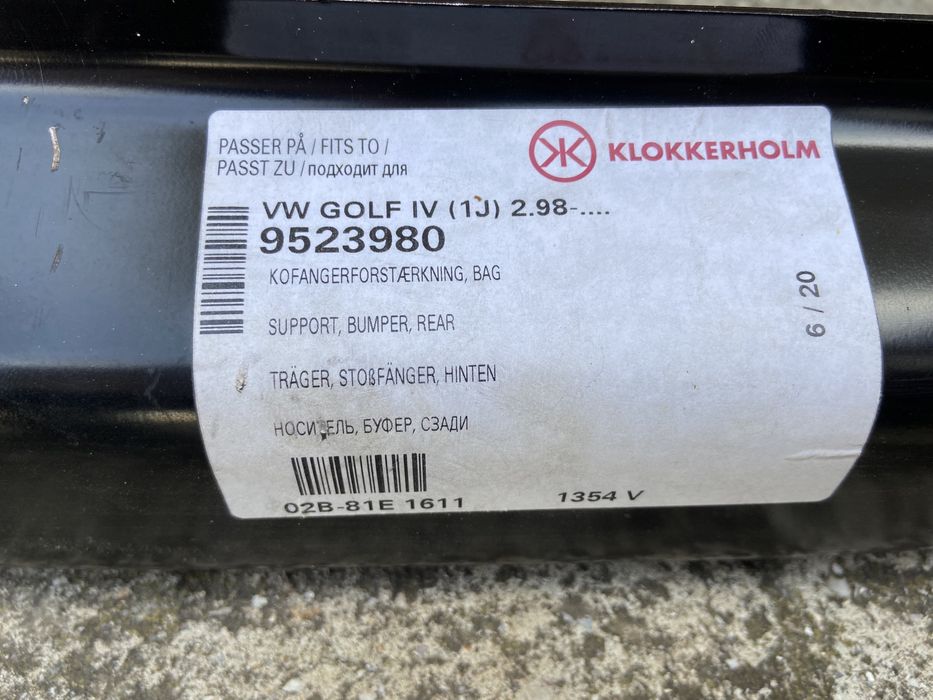 PASSER PÅ / FITS TO /
PASST ZU / подходит для
KLOKKERHOLM
VW GOLF IV (1J) 2.98-....
9523980
KOFANGERFORSTÆRKNING, BAG
SUPPORT, BUMPER, REAR
TRÄGER, STOßFÄNGER, HINTEN
НОСИТЕЛЬ, БУФЕР, СЗАДИ
6 / 20
02B-81E 1611
1354 V